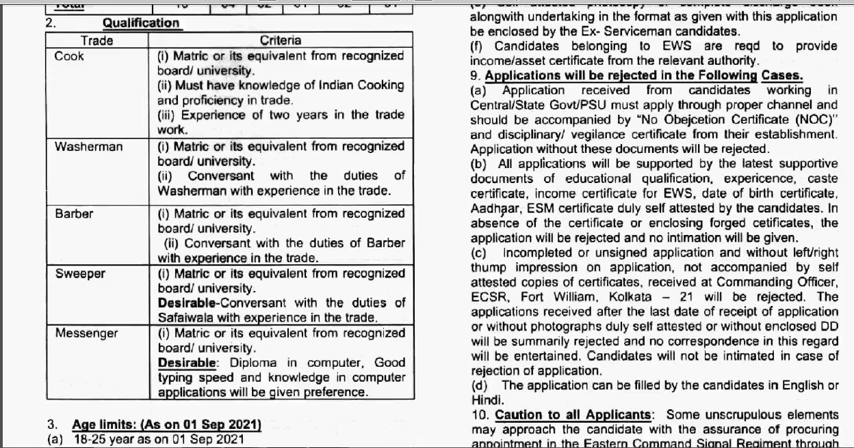 2. Qualification
Trade Criteria
Cook (i) Matric or its equivalent from recognized
board/ university.
(ii) Must have knowledge of Indian Cooking
and proficiency in trade.
(iii) Experience of two years in the trade
work.
Washerman (i) Matric or its equivalent from recognized
board/ university.
(ii) Conversant with the duties of
Washerman with experience in the trade.
Barber (i) Matric or its equivalent from recognized
board/ university.
(ii) Conversant with the duties of Barber
with experience in the trade.
Sweeper (i) Matric or its equivalent from recognized
board/ university.
Desirable-Conversant with the duties of
Safaiwala with experience in the trade.
Messenger (i) Matric or its equivalent from recognized
board/ university.
Desirable: Diploma in computer, Good
typing speed and knowledge in computer
applications will be given preference.
3. Age limits: (As on 01 Sep 2021)
(a) 18-25 year as on 01 Sep 2021
alongwith undertaking in the format as given with this application
be enclosed by the Ex- Serviceman candidates.
(f) Candidates belonging to EWS are reqd to provide
income/asset certificate from the relevant authority.
9. Applications will be rejected in the Following Cases.
(a) Application received from candidates working in
Central/State Govt/PSU must apply through proper channel and
should be accompanied by “No Obejcetion Certificate (NOC)”
and disciplinary/ vegilance certificate from their establishment.
Application without these documents will be rejected.
(b) All applications will be supported by the latest supportive
documents of educational qualification, expericence, caste
certificate, income certificate for EWS, date of birth certificate,
Aadhaar, ESM certificate duly self attested by the candidates. In
absence of the certificate or enclosing forged cetificates, the
application will be rejected and no intimation will be given.
(c) Incompleted or unsigned application and without left/right
thump impression on application, not accompanied by self
attested copies of certificates, received at Commanding Officer,
ECSR, Fort William, Kolkata – 21 will be rejected. The
applications received after the last date of receipt of application
or without photographs duly self attested or without enclosed DD
will be summarily rejected and no correspondence in this regard
will be entertained. Candidates will not be intimated in case of
rejection of application.
(d) The application can be filled by the candidates in English or
Hindi.
10. Caution to all Applicants: Some unscrupulous elements
may approach the candidate with the assurance of procuring
appointment in the Eastern Command Signal Regiment through